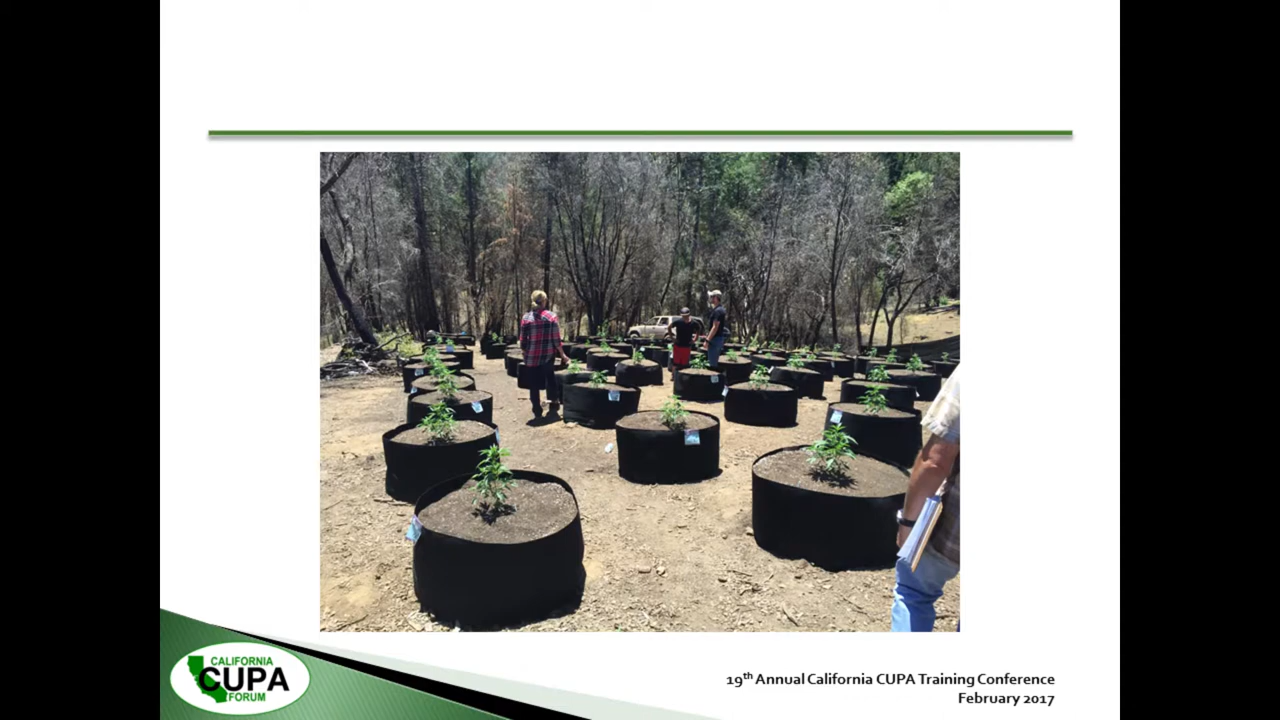 CALIFORNIA
CUPA
FORUM
19th Annual California CUPA Training Conference
February 2017